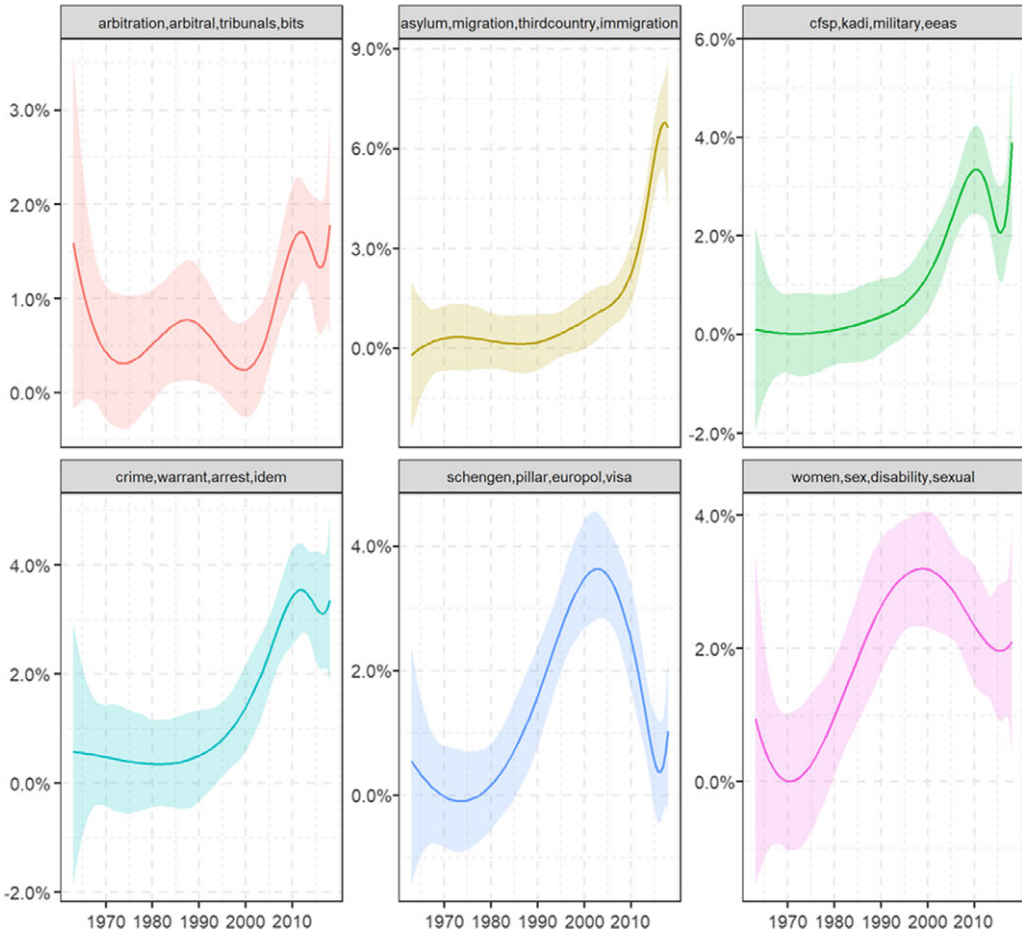 arbitration,arbitral,tribunals,bits
3.0%
2.0%
1.0%
0.0%
asylum,migration,thirdcountry,immigration
9.0%
6.0%
3.0%
0.0%
cfsp,kadi,military,eeas
6.0%
4.0%
2.0%
0.0%
-2.0%
crime,warrant,arrest,idem
4.0%
2.0%
0.0%
-2.0%
1970 1980 1990 2000 2010
schengen,pillar,europol,visa
4.0%
2.0%
0.0%
1970 1980 1990 2000 2010
women,sex,disability,sexual
4.0%
2.0%
0.0%
1970 1980 1990 2000 2010